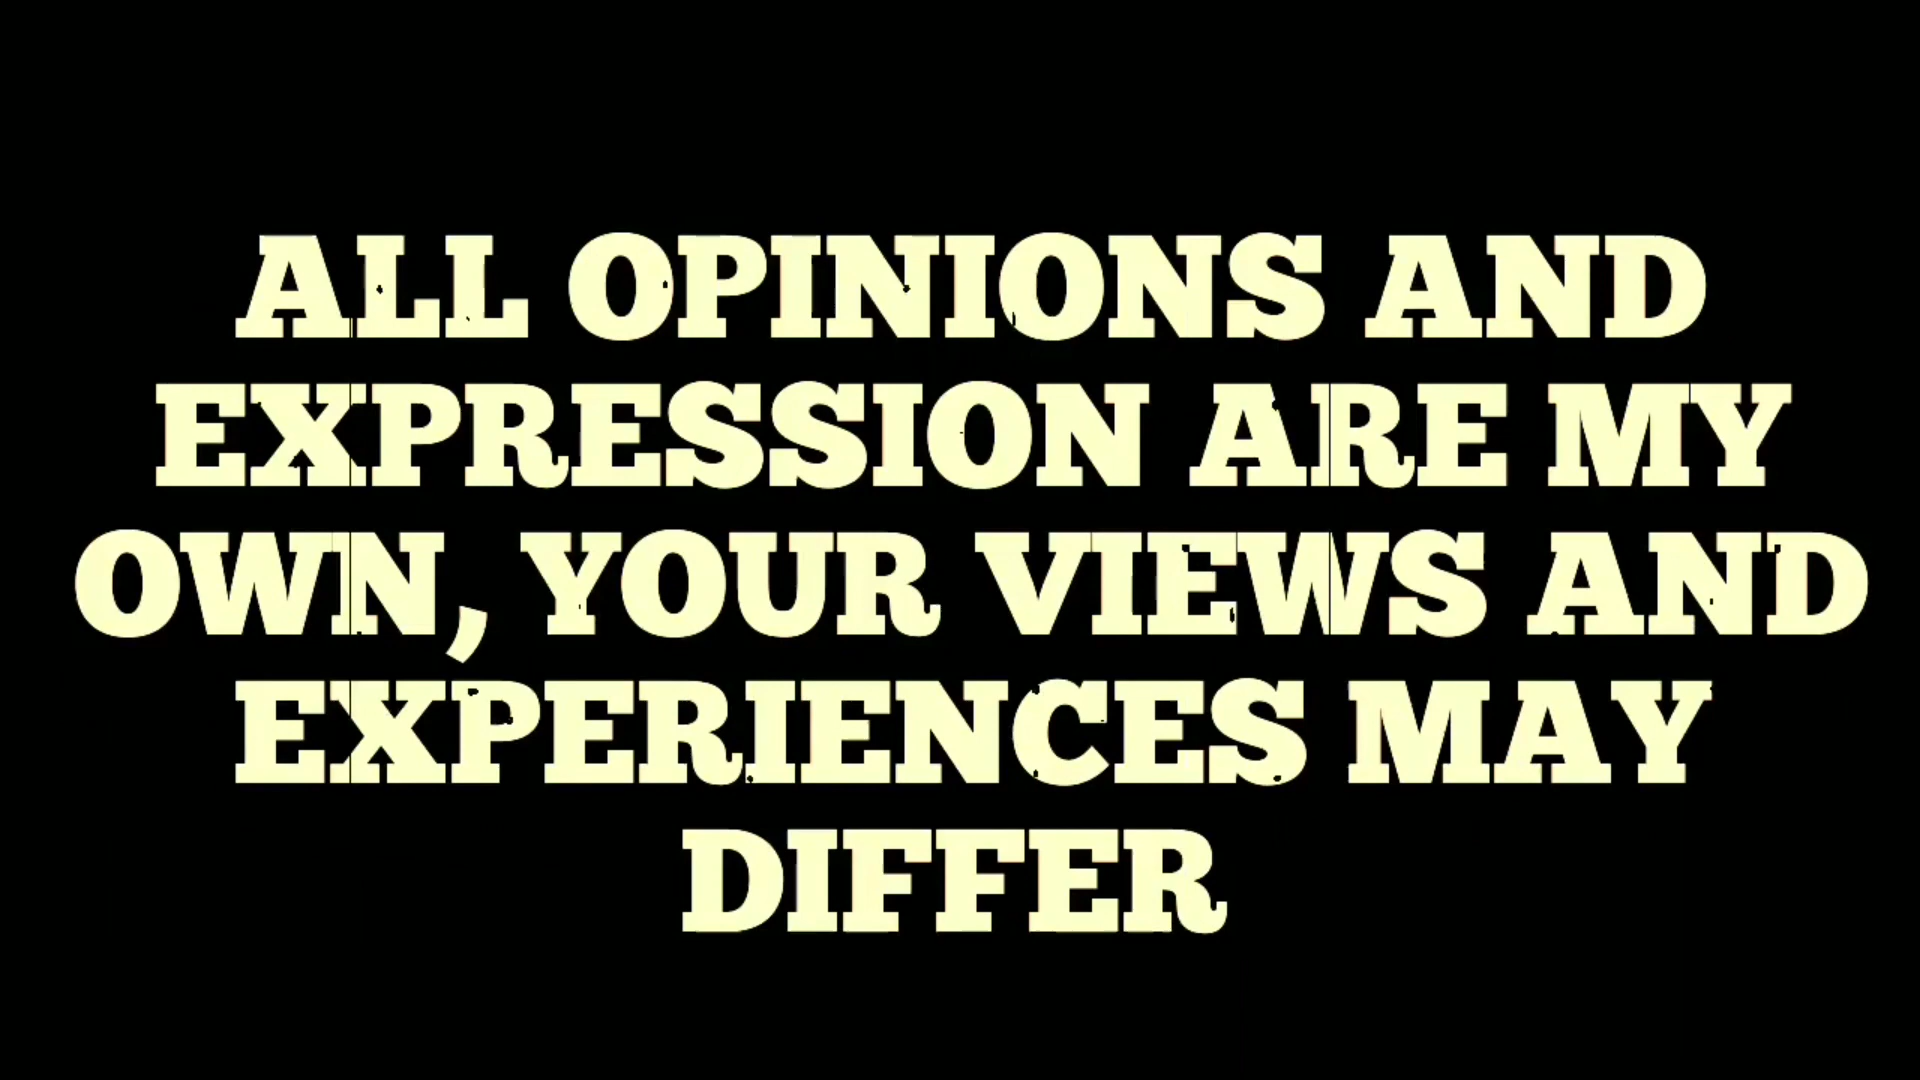 ALL OPINIONS AND
EXPRESSION ARE MY
OWN, YOUR VIEWS AND
EXPERIENCES MAY
DIFFER